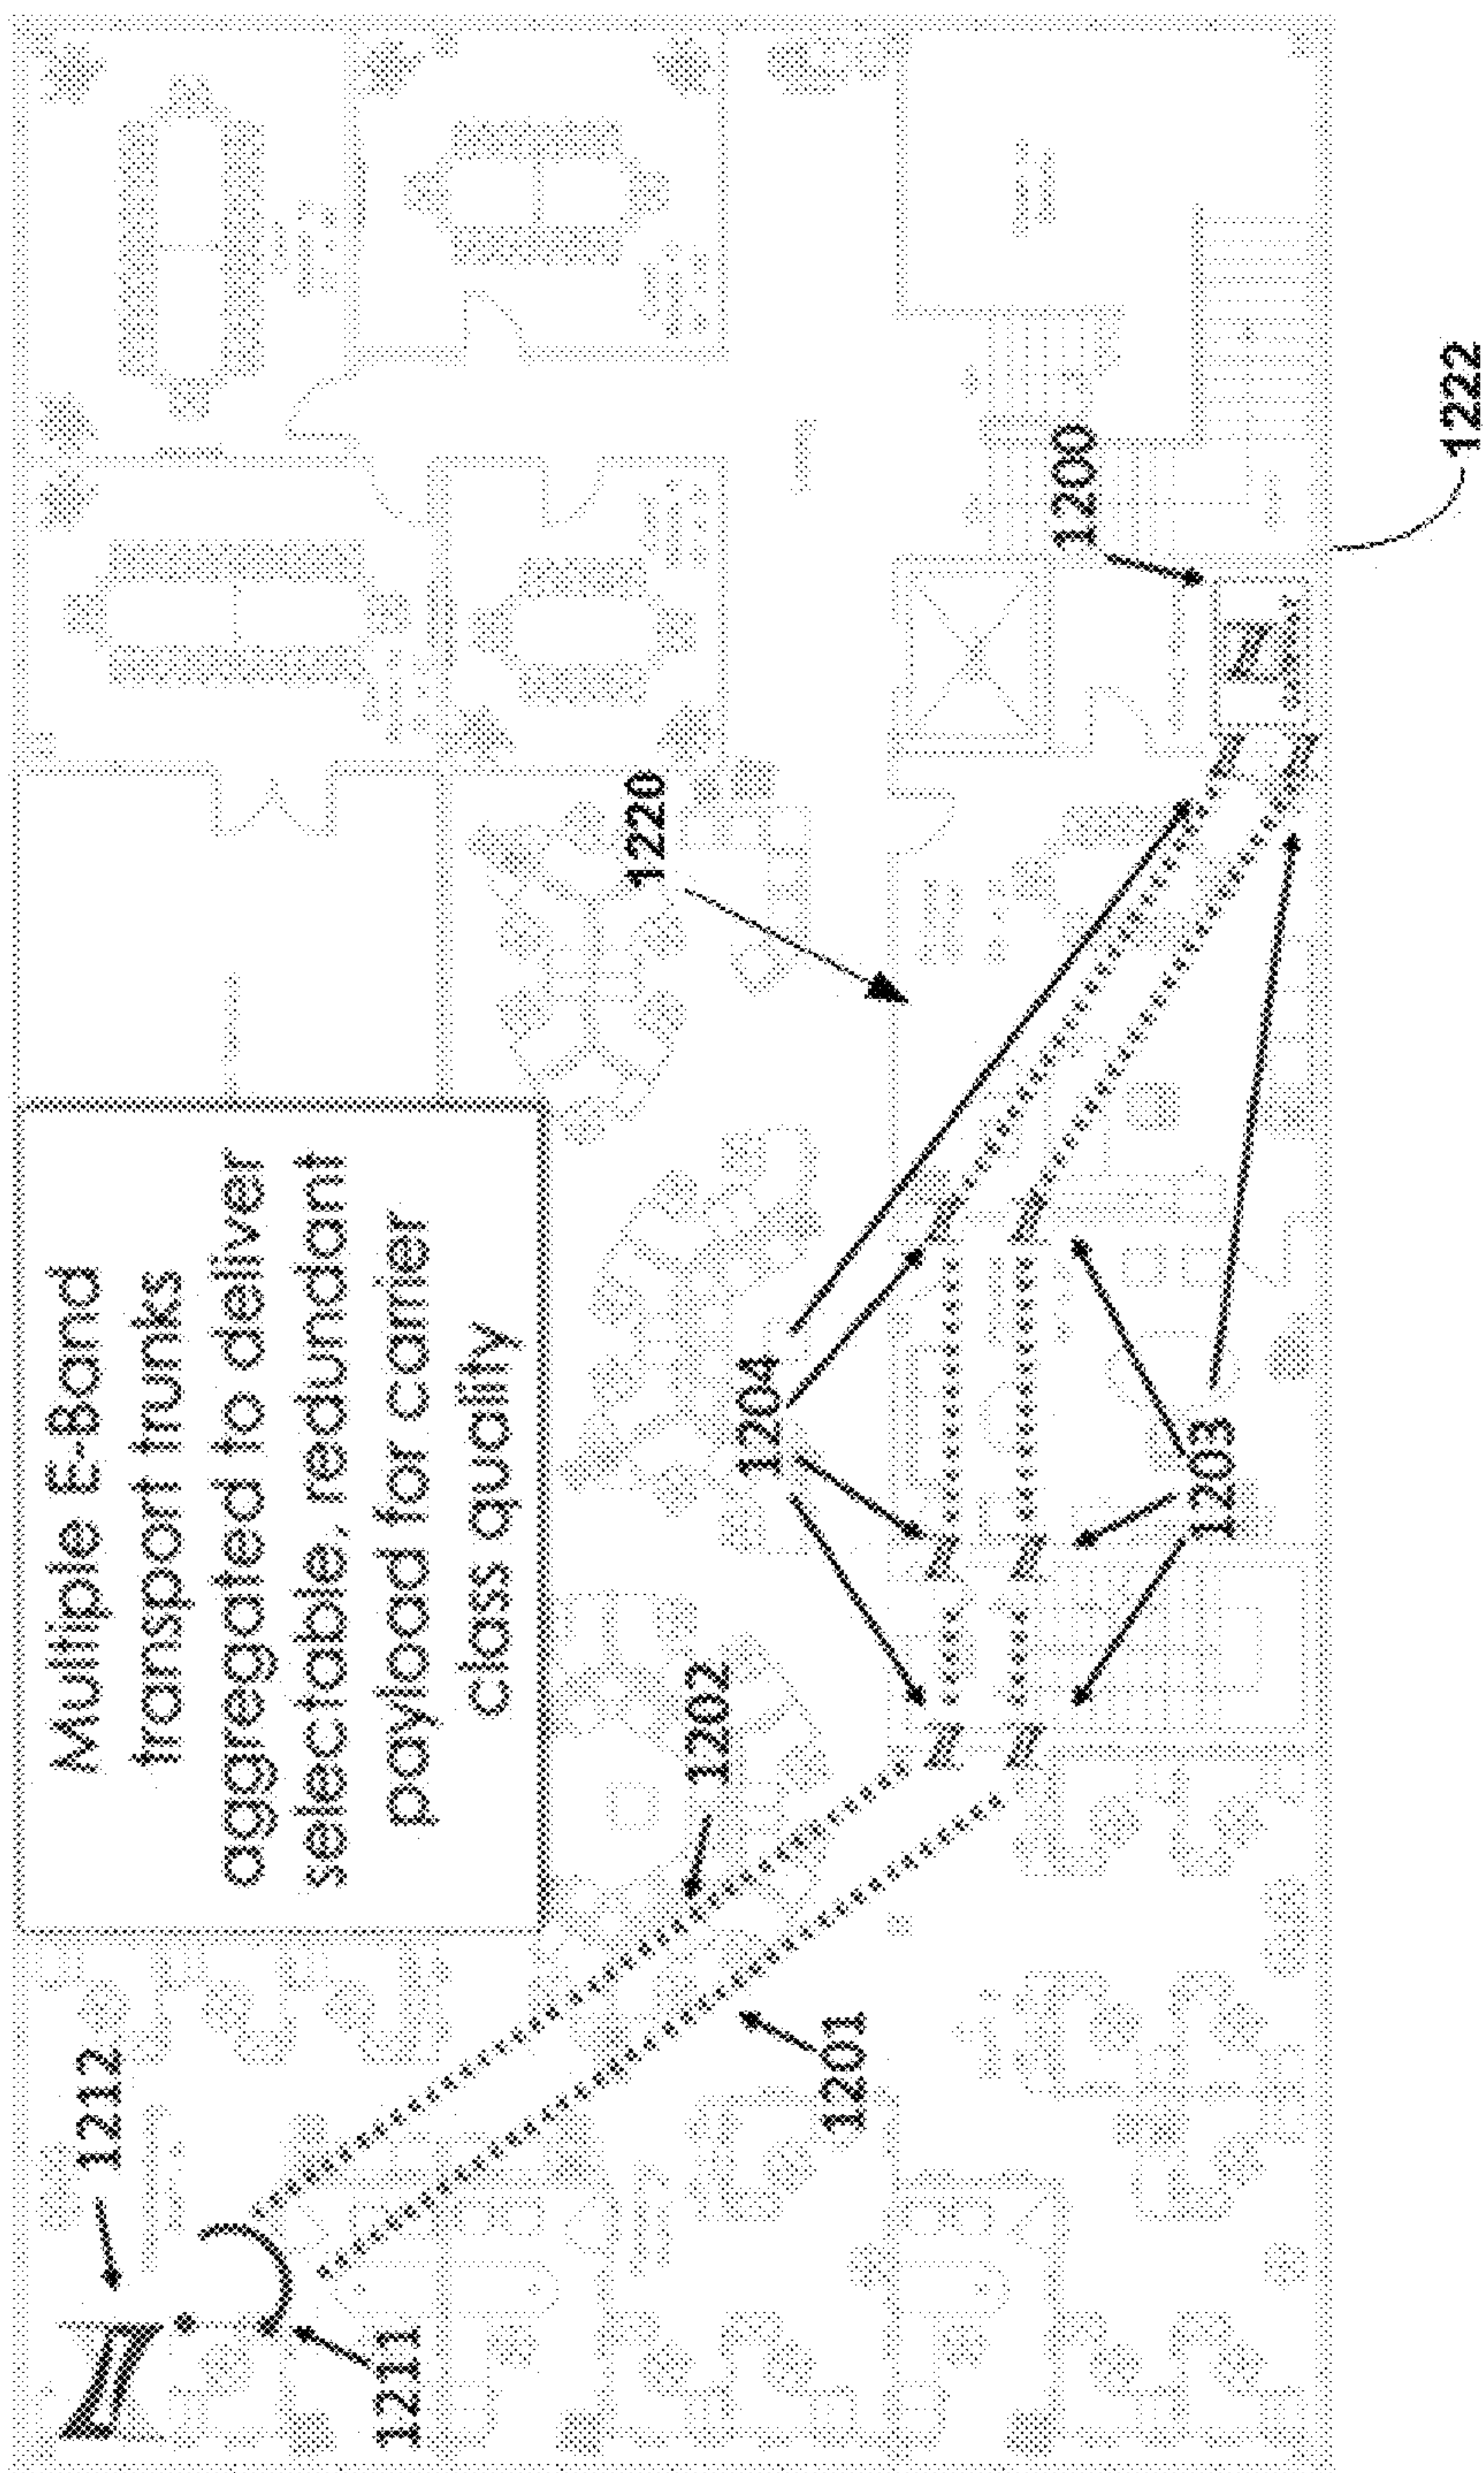 Multiple E-Band
transport trunks
aggregated to deliver
selectable, redundant
payload for carrier
class quality
1212
1211
1201
1202
1204
1203
1220
1200
1222